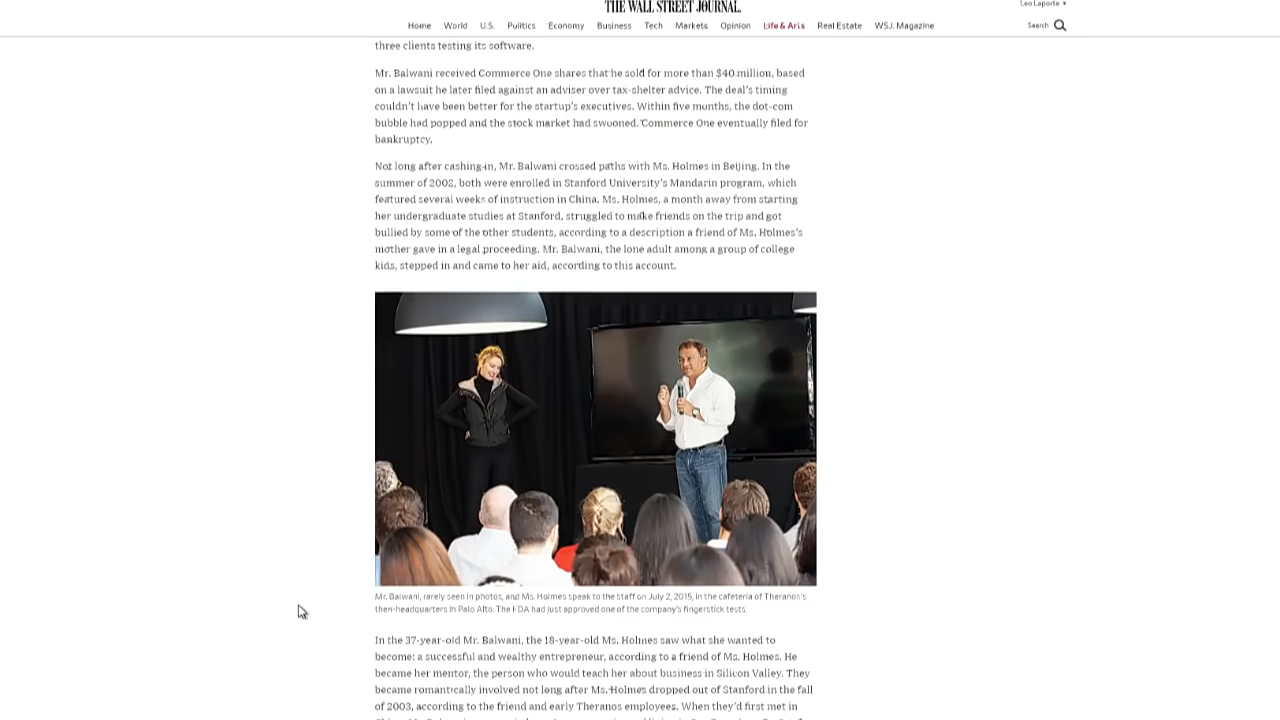 THE WALL STREET JOURNAL.
Leo Laporte
Home World U.S. Politics Economy Business Tech Markets Opinion Life & Arts Real Estate WSJ. Magazine Search
three clients testing its software.
Mr. Balwani received Commerce One shares that he sold for more than $40 million, based
on a lawsuit he later filed against an adviser over tax-shelter advice. The deal's timing
couldn't have been better for the startup's executives. Within five months, the dot-com
bubble had popped and the stock market had swooned. Commerce One eventually filed for
bankruptcy.
Not long after cashing in, Mr. Balwani crossed paths with Ms. Holmes in Beijing. In the
summer of 2002, both were enrolled in Stanford University's Mandarin program, which
featured several weeks of instruction in China. Ms. Holmes, a month away from starting
her undergraduate studies at Stanford, struggled to make friends on the trip and got
bullied by some of the other students, according to a description a friend of Ms. Holmes's
mother gave in a legal proceeding. Mr. Balwani, the lone adult among a group of college
kids, stepped in and came to her aid, according to this account.
Mr. Balwani, rarely seen in photos, and Ms. Holmes speak to the staff on July 2, 2015, in the cafeteria of Theranos's
then-headquarters in Palo Alto. The FDA had just approved one of the company's fingerstick tests.
In the 37-year-old Mr. Balwani, the 18-year-old Ms. Holmes saw what she wanted to
become: a successful and wealthy entrepreneur, according to a friend of Ms. Holmes. He
became her mentor, the person who would teach her about business in Silicon Valley. They
became romantically involved not long after Ms. Holmes dropped out of Stanford in the fall
of 2003, according to the friend and early Theranos employees. When they'd first met in